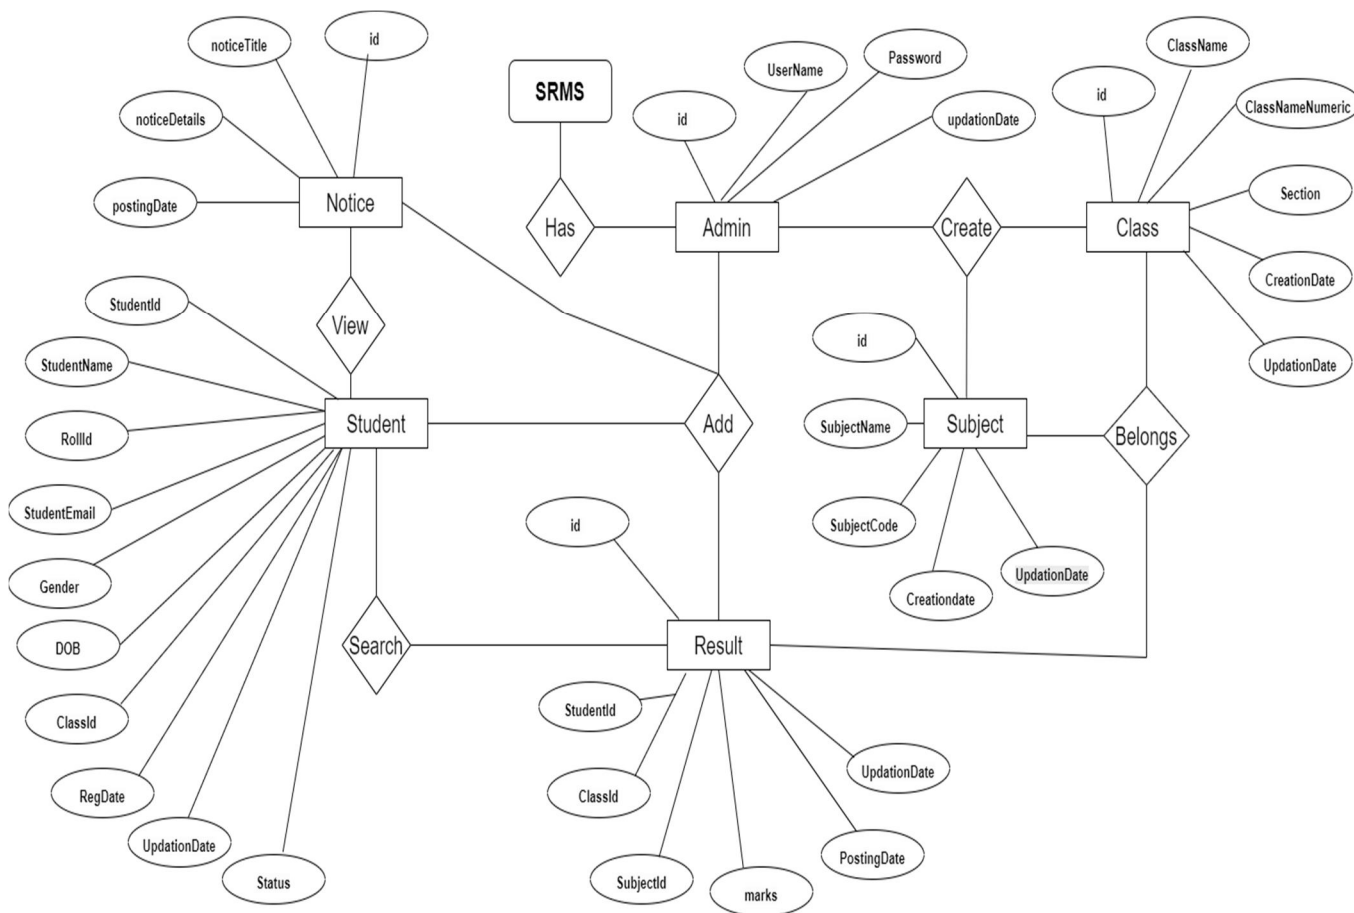 noticeTitle
id
noticeDetails
postingDate
Notice
SRMS
Has
id
UserName
Password
updationDate
Admin
Create
id
ClassName
ClassNameNumeric
Section
CreationDate
UpdationDate
Class
View
StudentId
StudentName
RollId
StudentEmail
Gender
DOB
ClassId
RegDate
UpdationDate
Status
Student
Add
id
SubjectName
SubjectCode
Creationdate
UpdationDate
Subject
Belongs
Search
id
Result
StudentId
ClassId
SubjectId
marks
PostingDate
UpdationDate